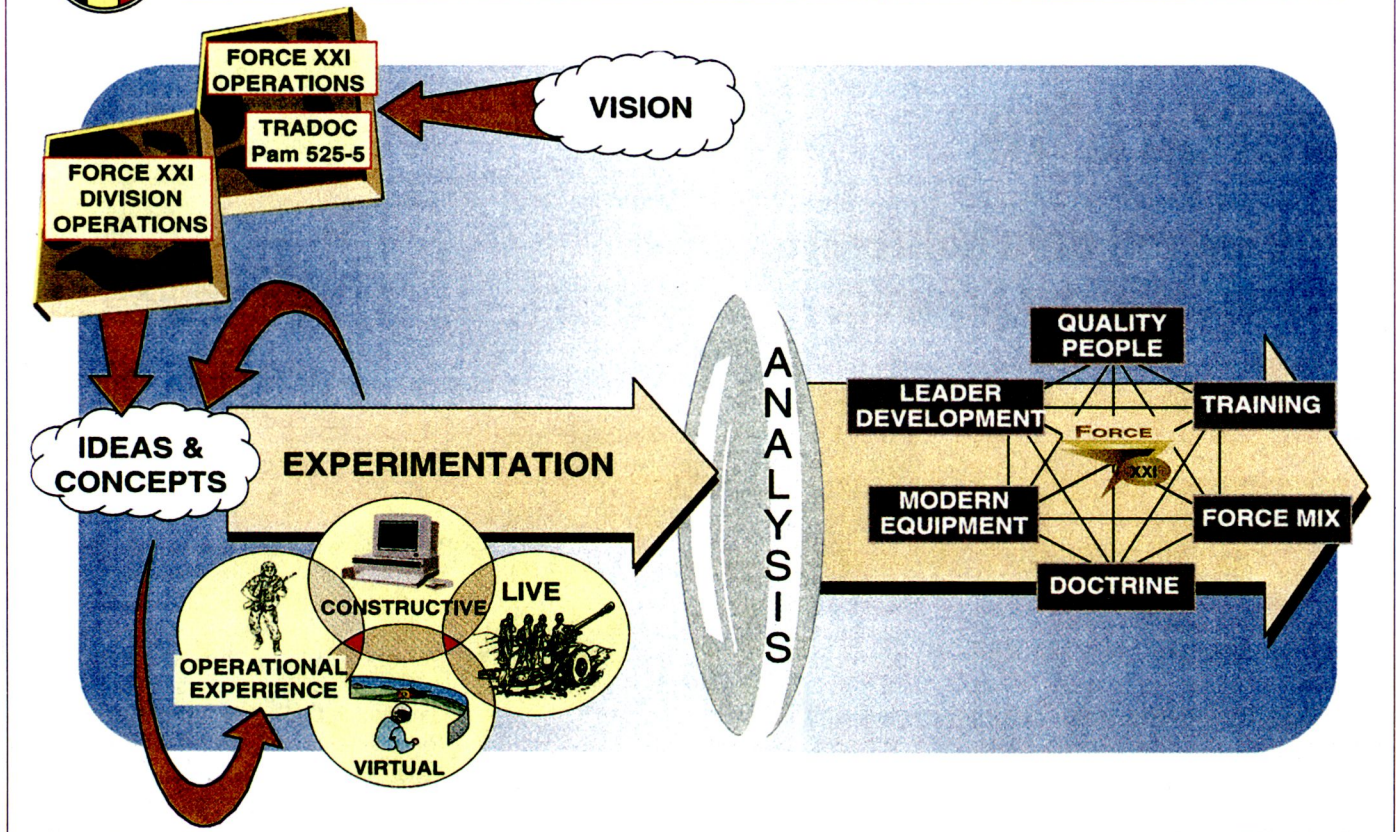 FORCE XXI
OPERATIONS
TRADOC
Pam 525-5
VISION
FORCE XXI
DIVISION
OPERATIONS
IDEAS &
CONCEPTS
EXPERIMENTATION
CONSTRUCTIVE
LIVE
OPERATIONAL
EXPERIENCE
VIRTUAL
ANALYSIS
QUALITY
PEOPLE
LEADER
DEVELOPMENT
TRAINING
FORCE
XXI
MODERN
EQUIPMENT
FORCE MIX
DOCTRINE